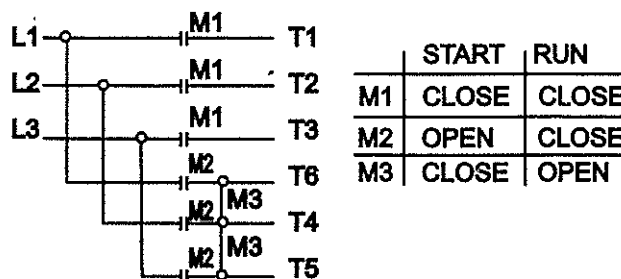 L1 M1 T1
L2 M1 T2
L3 M1 T3
M2 T6
M3
M2 T4
M3
M2 T5
START RUN
M1 CLOSE CLOSE
M2 OPEN CLOSE
M3 CLOSE OPEN